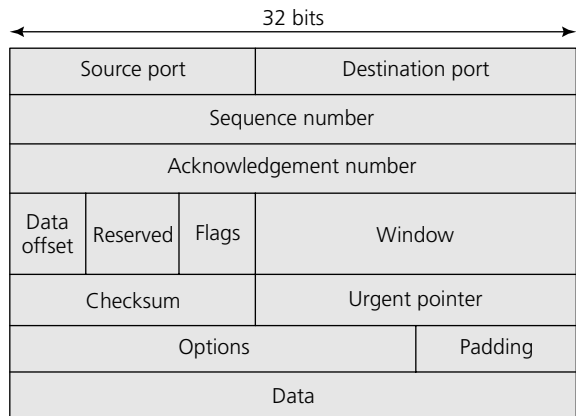 32 bits
Source port
Destination port
Sequence number
Acknowledgement number
Data
offset
Reserved
Flags
Window
Checksum
Urgent pointer
Options
Padding
Data